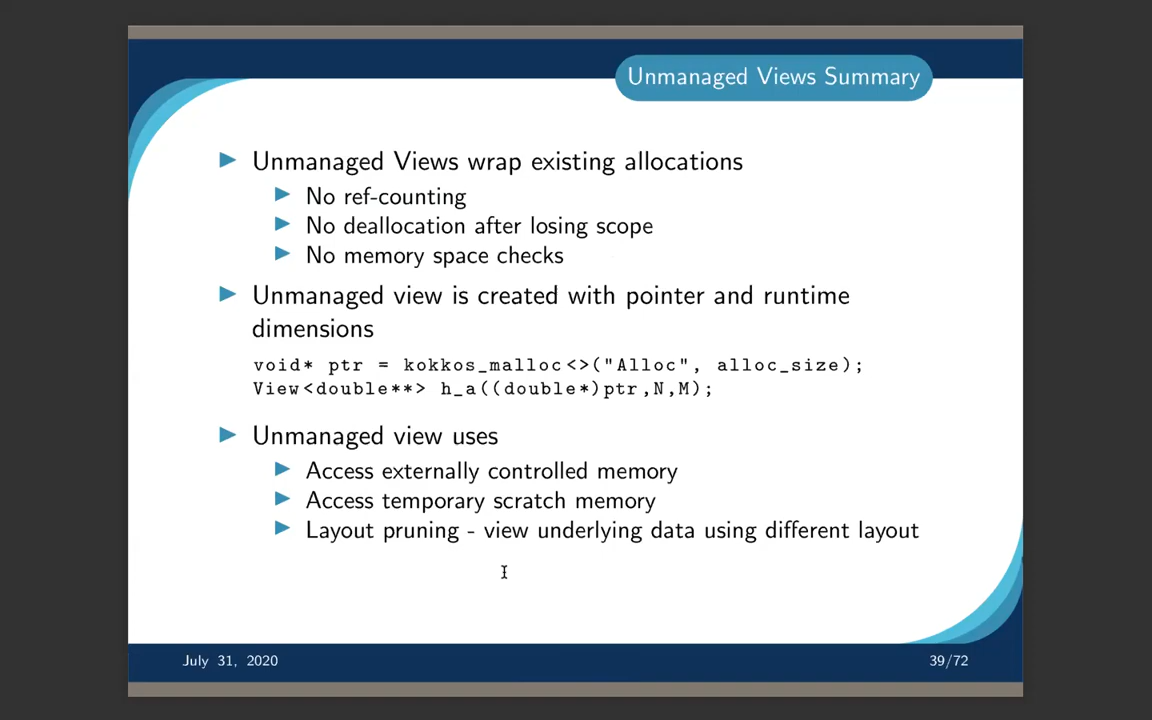 Unmanaged Views Summary
Unmanaged Views wrap existing allocations
No ref-counting
No deallocation after losing scope
No memory space checks
Unmanaged view is created with pointer and runtime
dimensions
void* ptr = kokkos_malloc<>("Alloc", alloc_size);
View<double**> h_a((double*)ptr,N,M);
Unmanaged view uses
Access externally controlled memory
Access temporary scratch memory
Layout pruning - view underlying data using different layout
July 31, 2020
39/72